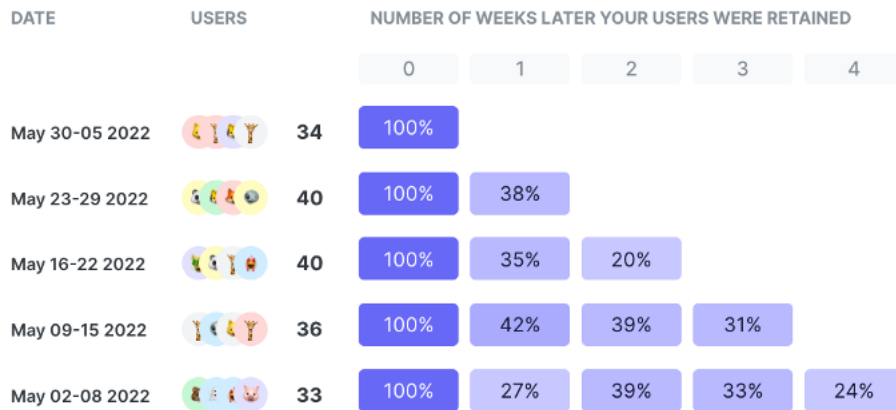 DATE USERS NUMBER OF WEEKS LATER YOUR USERS WERE RETAINED
0 1 2 3 4
May 30-05 2022 34 100%
May 23-29 2022 40 100% 38%
May 16-22 2022 40 100% 35% 20%
May 09-15 2022 36 100% 42% 39% 31%
May 02-08 2022 33 100% 27% 39% 33% 24%